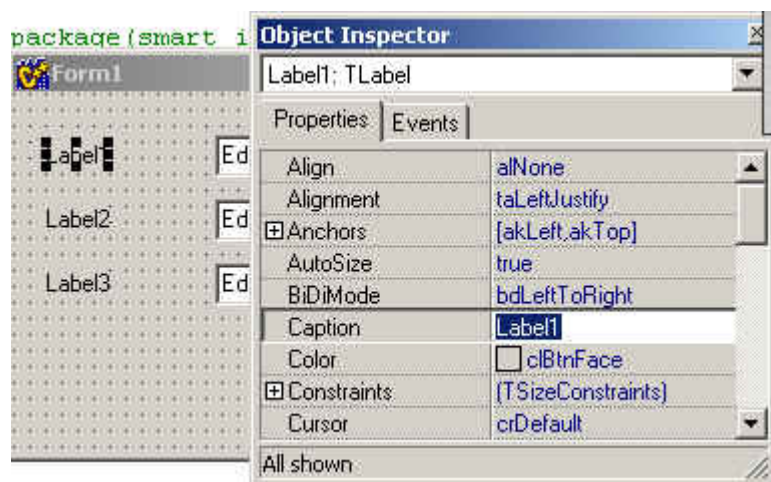 package(smart i
Object Inspector
Form1
Label1: TLabel
Properties Events
Label1 Ed
Label2 Ed
Label3 Ed
Align alNone
Alignment taLeftJustify
Anchors [akLeft,akTop]
AutoSize true
BiDiMode bdLeftToRight
Caption Label1
Color clBtnFace
Constraints (TSizeConstraints)
Cursor crDefault
All shown